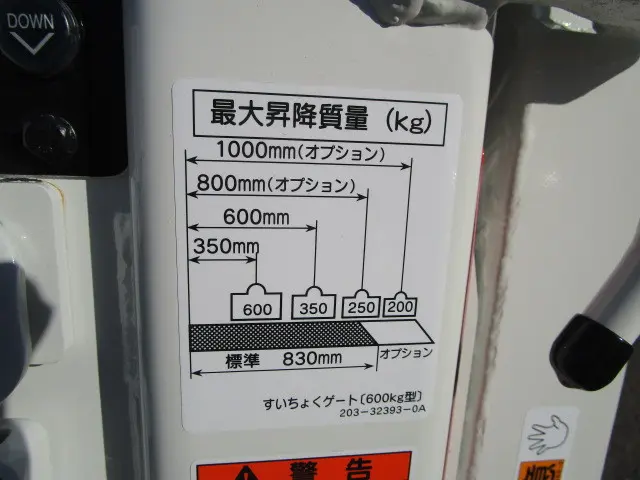 DOWN
最大昇降質量 (kg)
1000mm(オプション)
800mm(オプション)
600mm
350mm
600 350 250 200
標準 830mm オプション
すいちょくゲート〔600kg型〕
203-32393-0A
警告